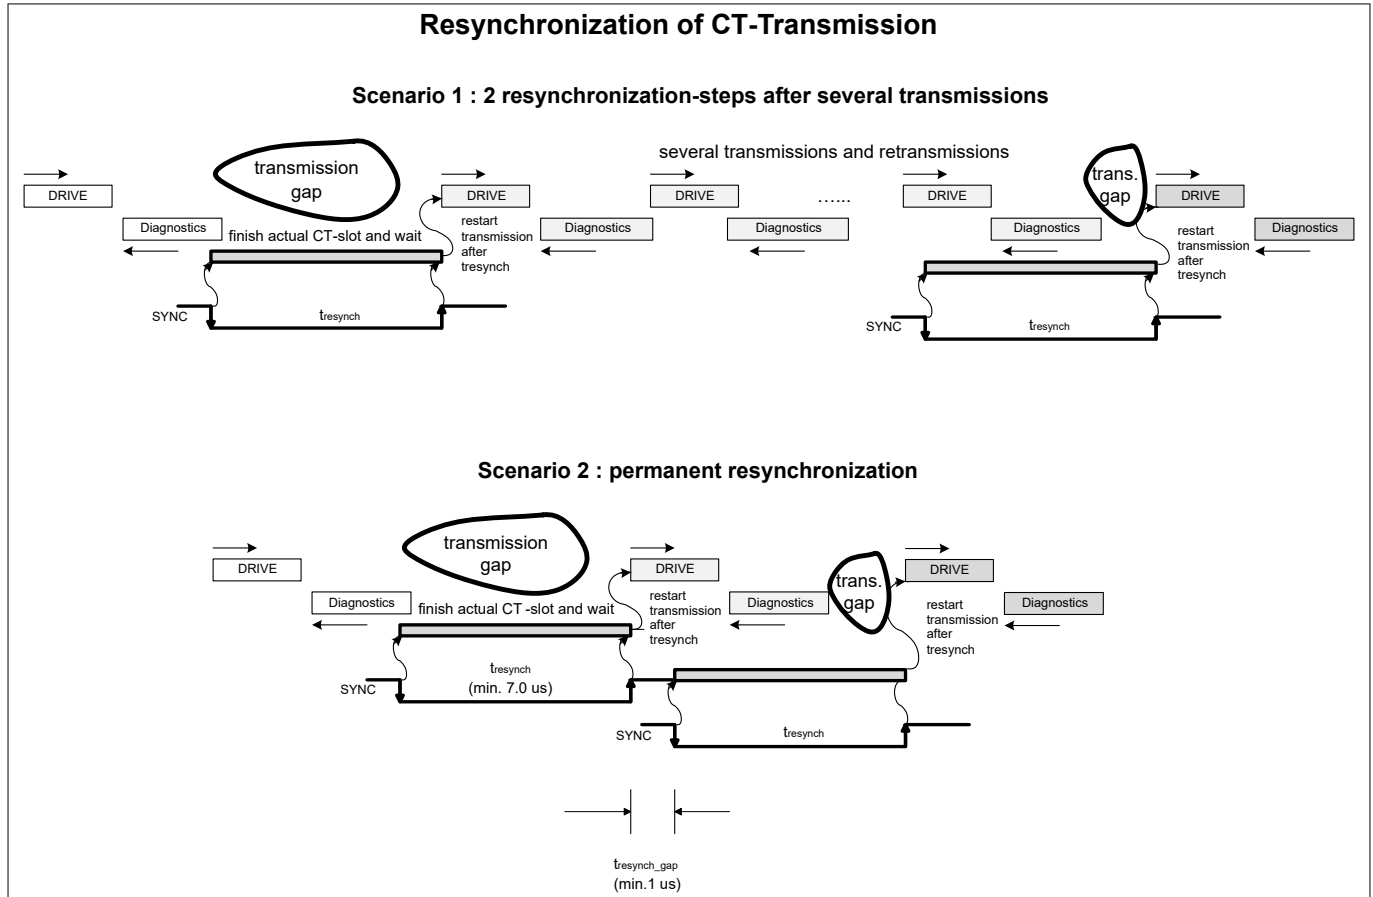 Resynchronization of CT-Transmission
Scenario 1 : 2 resynchronization-steps after several transmissions
transmission
gap
several transmissions and retransmissions
trans.
gap
DRIVE
DRIVE
DRIVE
......
DRIVE
DRIVE
Diagnostics
finish actual CT-slot and wait
restart
transmission
after
tresynch
Diagnostics
Diagnostics
Diagnostics
restart
transmission
after
tresynch
Diagnostics
SYNC
tresynch
SYNC
tresynch
Scenario 2 : permanent resynchronization
transmission
gap
trans.
gap
DRIVE
DRIVE
DRIVE
Diagnostics
finish actual CT -slot and wait
restart
transmission
after
tresynch
Diagnostics
restart
transmission
after
tresynch
Diagnostics
SYNC
tresynch
(min. 7.0 us)
SYNC
tresynch
tresynch_gap
(min.1 us)